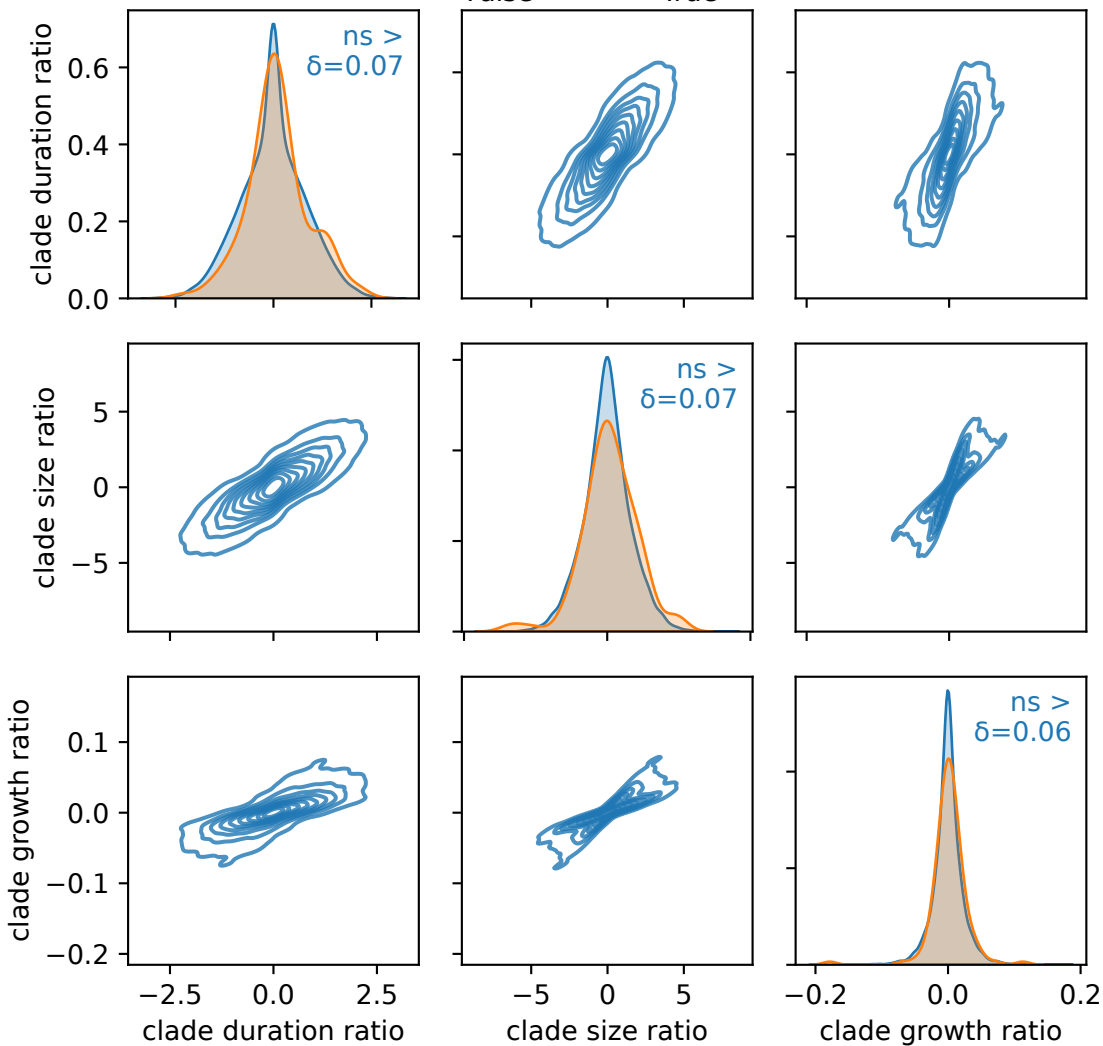 clade duration ratio
0.6
0.4
0.2
0.0
ns >
δ=0.07
clade size ratio
5
0
−5
ns >
δ=0.07
clade growth ratio
0.1
0.0
−0.1
−0.2
ns >
δ=0.06
−2.5 0.0 2.5
−5 0 5
−0.2 0.0 0.2
clade duration ratio
clade size ratio
clade growth ratio